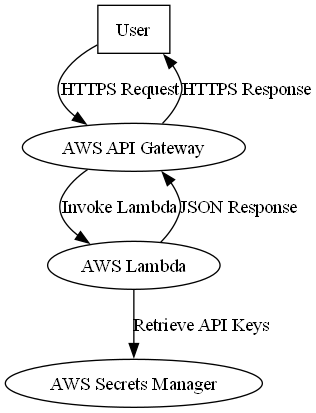 User
HTTPS Request
HTTPS Response
AWS API Gateway
Invoke Lambda
JSON Response
AWS Lambda
Retrieve API Keys
AWS Secrets Manager